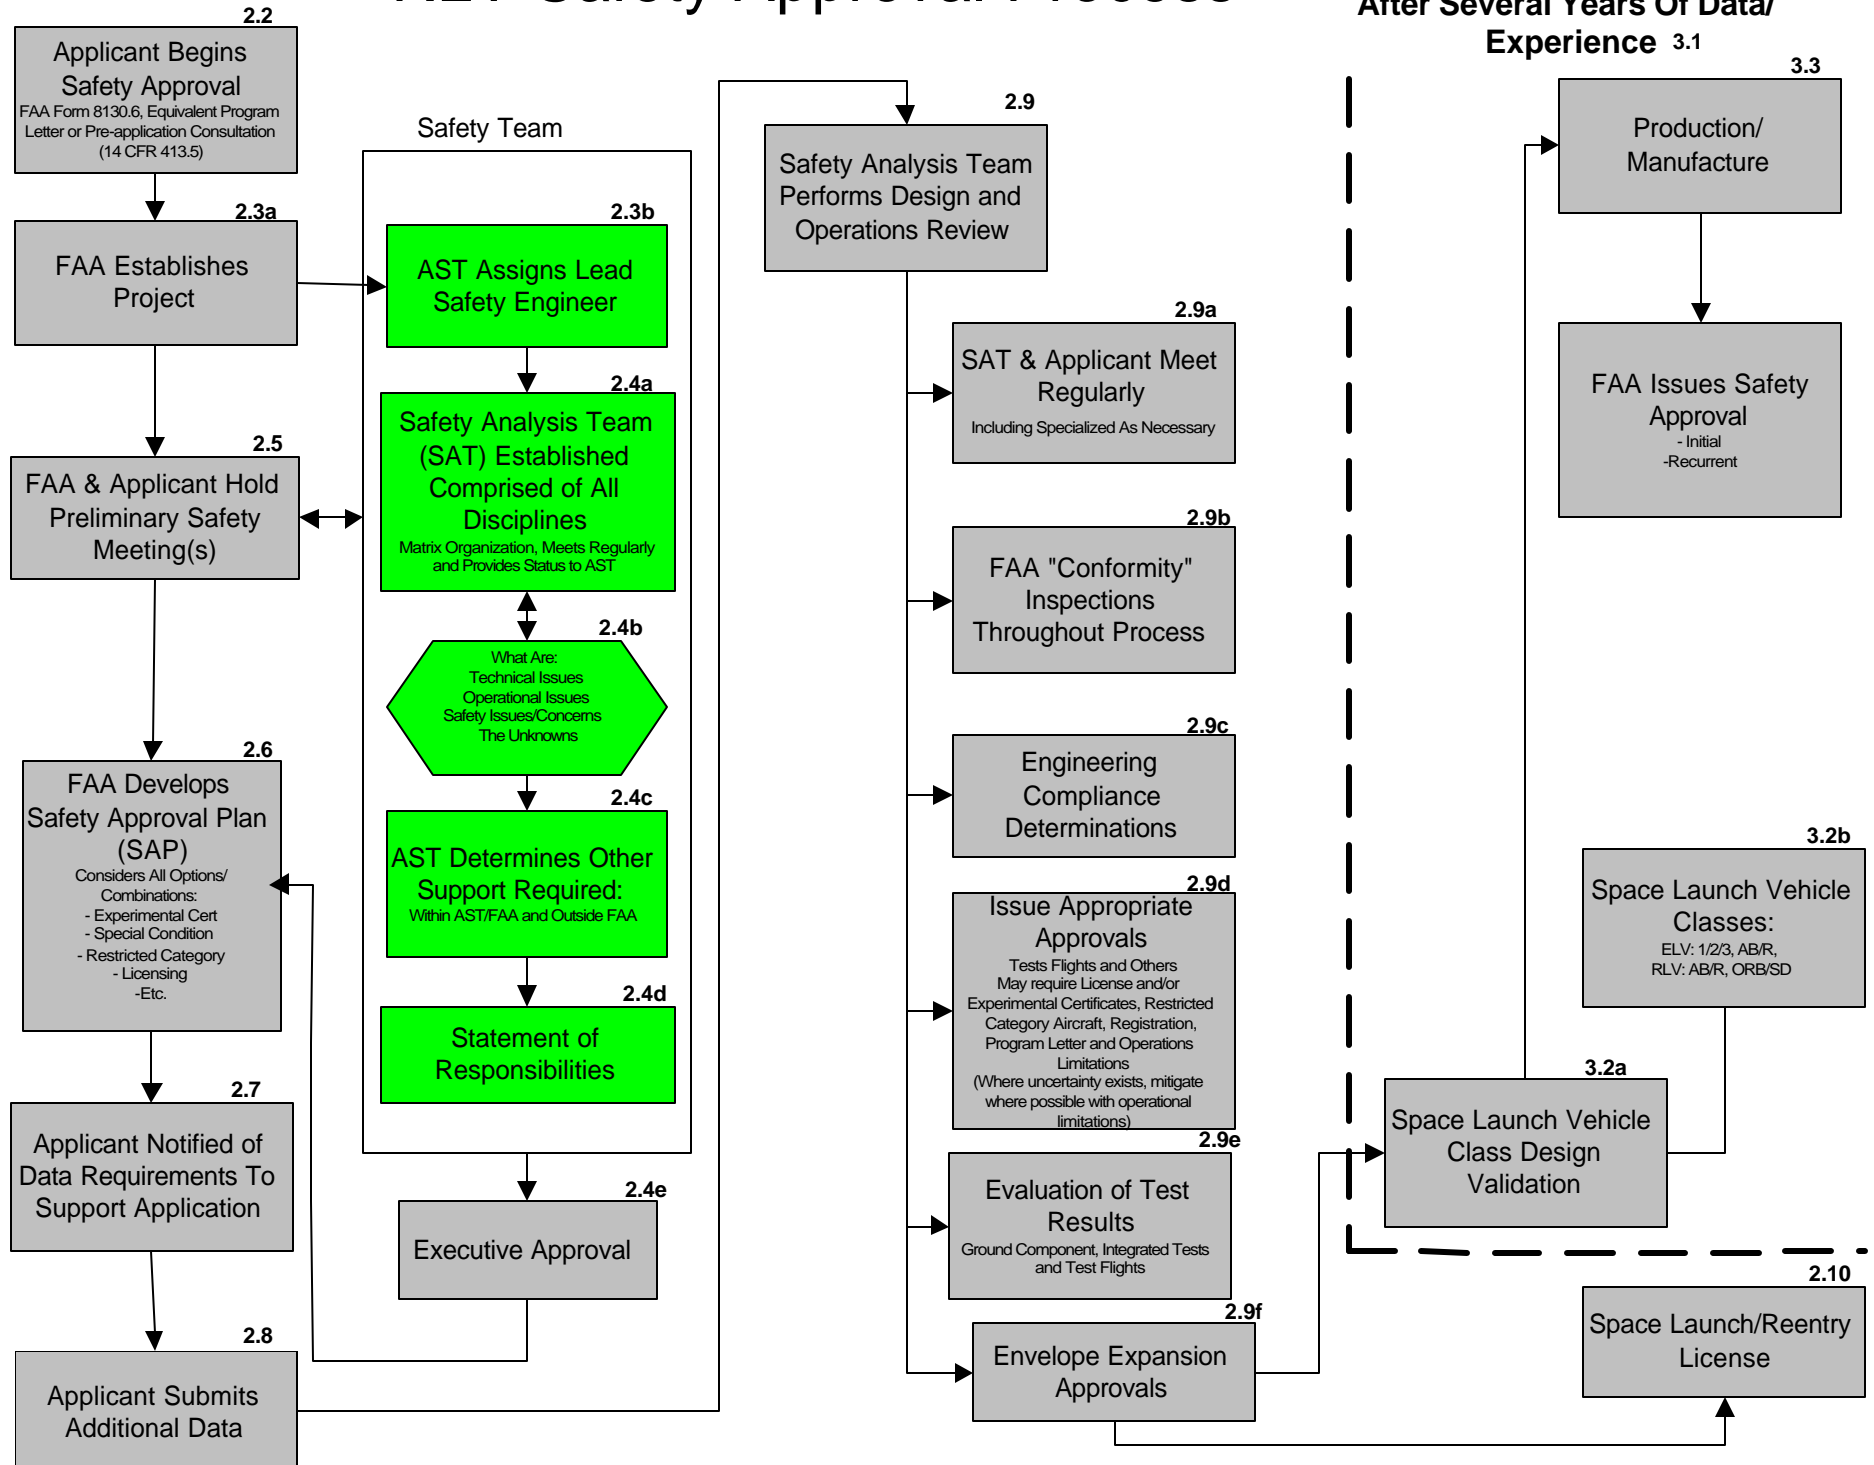 Safety Approval Process
After Several Years Of Data/
Experience 3.1
2.2
Applicant Begins
Safety Approval
FAA Form 8130.6, Equivalent Program
Letter or Pre-application Consultation
(14 CFR 413.5)
2.3a
FAA Establishes
Project
2.5
FAA & Applicant Hold
Preliminary Safety
Meeting(s)
2.6
FAA Develops
Safety Approval Plan
(SAP)
Considers All Options/
Combinations:
- Experimental Cert
- Special Condition
- Restricted Category
- Licensing
-Etc.
2.7
Applicant Notified of
Data Requirements To
Support Application
2.8
Applicant Submits
Additional Data
Safety Team
2.3b
AST Assigns Lead
Safety Engineer
2.4a
Safety Analysis Team
(SAT) Established
Comprised of All
Disciplines
Matrix Organization, Meets Regularly
and Provides Status to AST
2.4b
What Are:
Technical Issues
Operational Issues
Safety Issues/Concerns
The Unknowns
2.4c
AST Determines Other
Support Required:
Within AST/FAA and Outside FAA
2.4d
Statement of
Responsibilities
2.4e
Executive Approval
2.9
Safety Analysis Team
Performs Design and
Operations Review
2.9a
SAT & Applicant Meet
Regularly
Including Specialized As Necessary
2.9b
FAA "Conformity"
Inspections
Throughout Process
2.9c
Engineering
Compliance
Determinations
2.9d
Issue Appropriate
Approvals
Tests Flights and Others
May require License and/or
Experimental Certificates, Restricted
Category Aircraft, Registration,
Program Letter and Operations
Limitations
(Where uncertainty exists, mitigate
where possible with operational
limitations)
2.9e
Evaluation of Test
Results
Ground Component, Integrated Tests
and Test Flights
2.9f
Envelope Expansion
Approvals
3.3
Production/
Manufacture
FAA Issues Safety
Approval
- Initial
-Recurrent
3.2b
Space Launch Vehicle
Classes:
ELV: 1/2/3, AB/R,
RLV: AB/R, ORB/SD
3.2a
Space Launch Vehicle
Class Design
Validation
2.10
Space Launch/Reentry
License